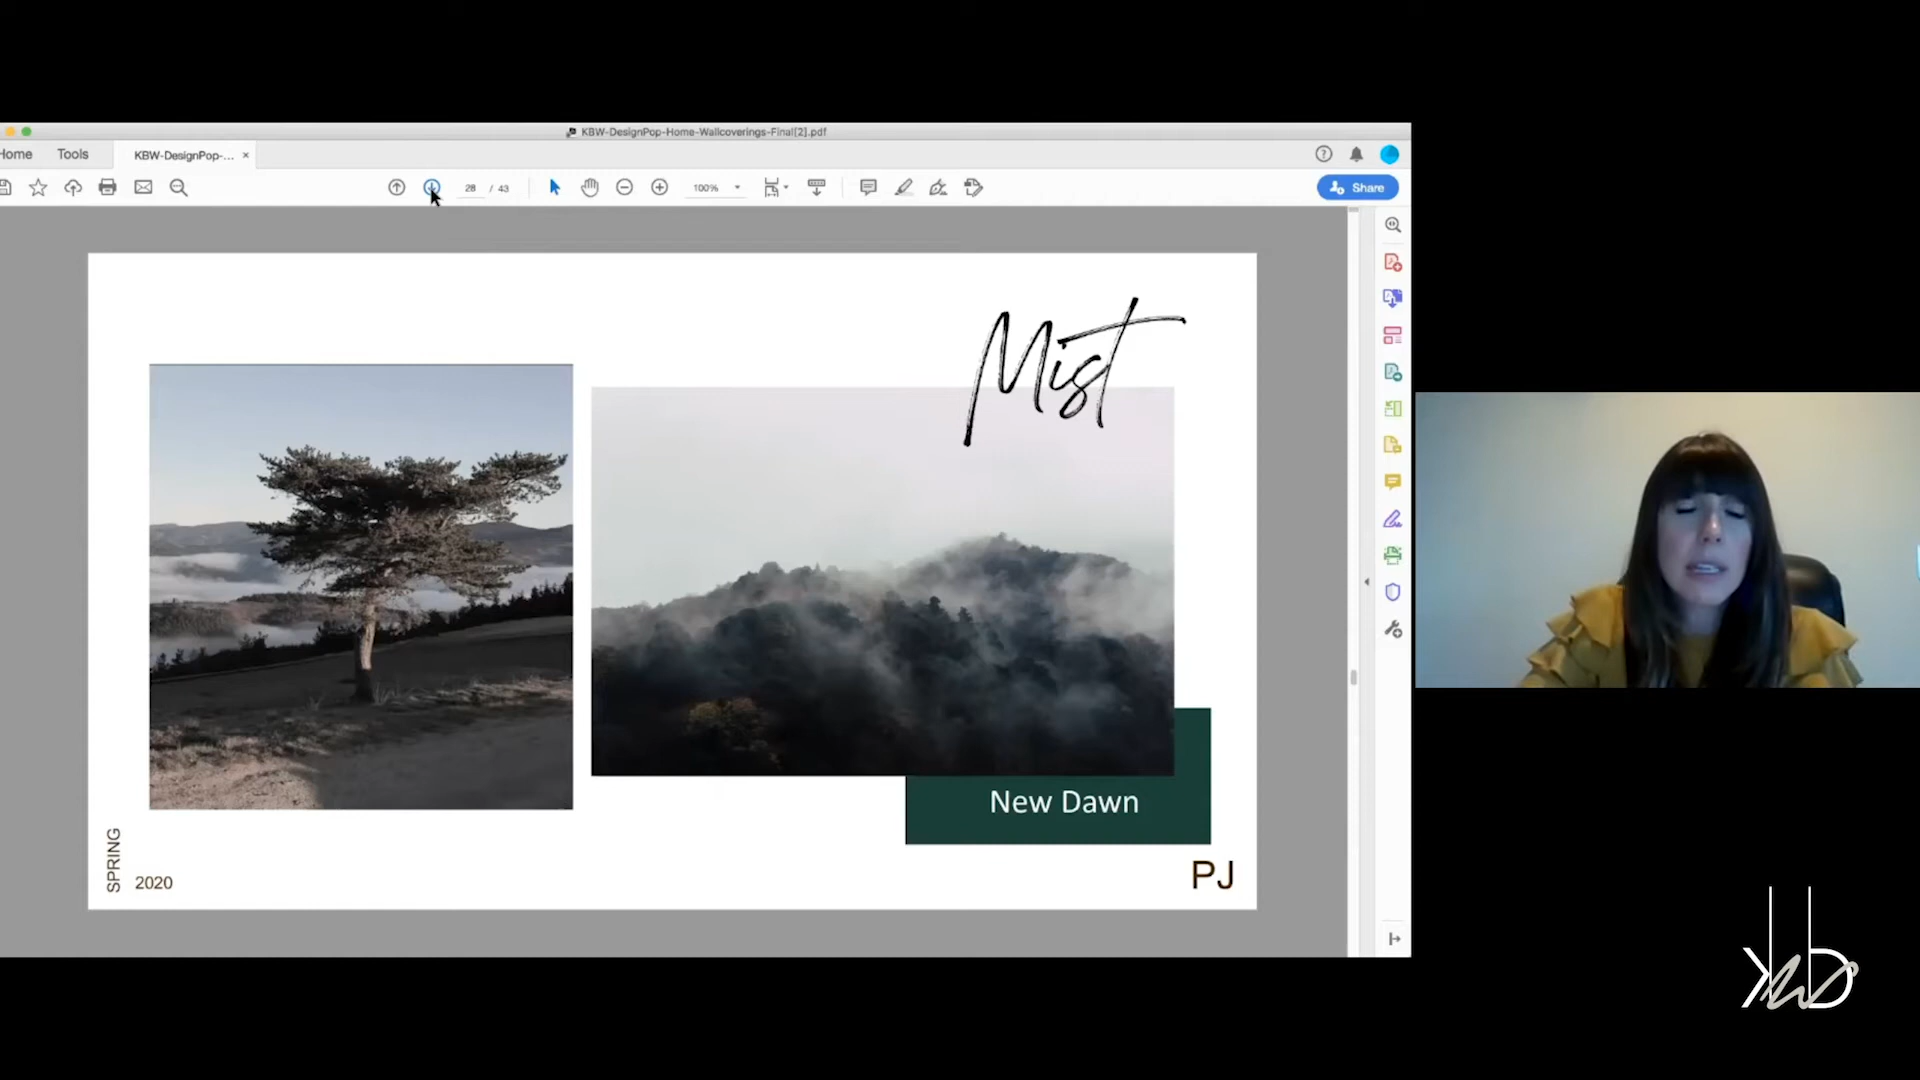 KBW-DesignPop-Home-Wallcoverings-Final[2].pdf
Home
Tools
KBW-DesignPop-... ×
28 / 43
100%
Share
Mist
New Dawn
SPRING
2020
PJ